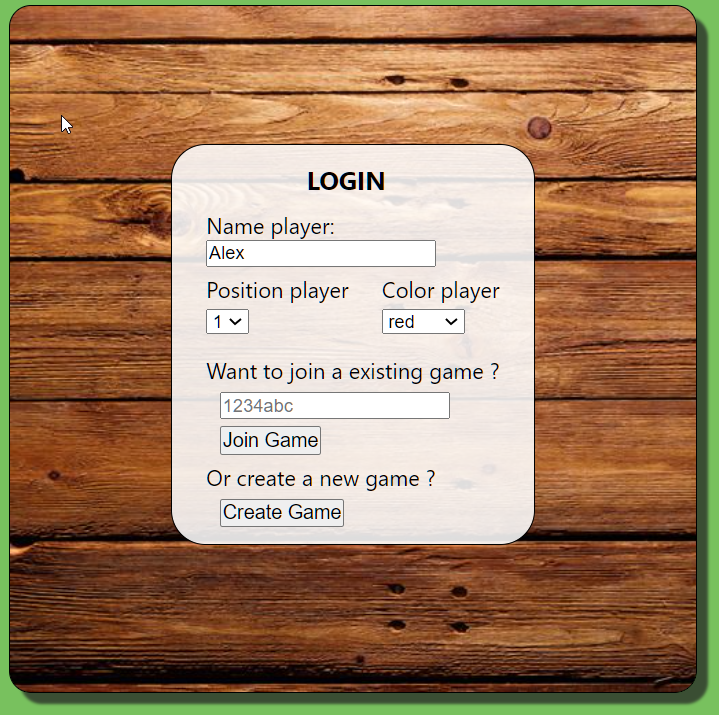 LOGIN
Name player:
Alex
Position player Color player
1 red
Want to join a existing game ?
1234abc
Join Game
Or create a new game ?
Create Game